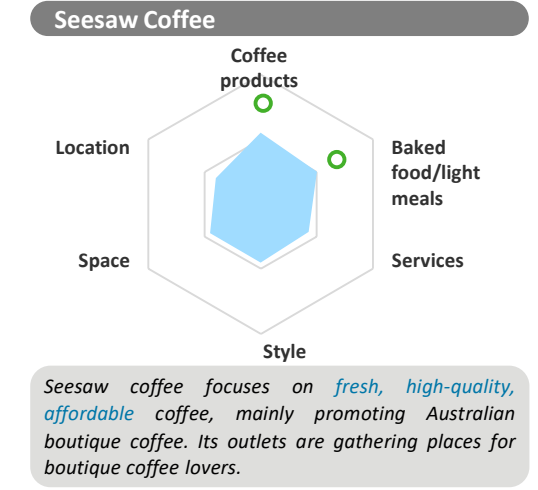 Seesaw Coffee
Coffee
products
Location
Baked
food/light
meals
Space
Services
Style
Seesaw coffee focuses on fresh, high-quality,
affordable coffee, mainly promoting Australian
boutique coffee. Its outlets are gathering places for
boutique coffee lovers.